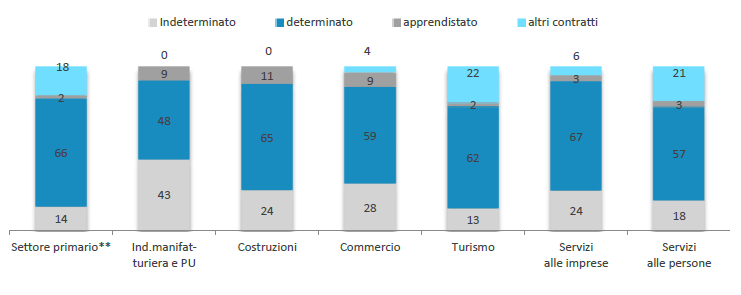 Indeterminato determinato apprendistato altri contratti
18 0 0 4 22 6 21
2 9 11 9 2 3 3
66 48 65 59 62 67 57
14 43 24 28 13 24 18
Settore primario** Ind.manifat- Costruzioni Commercio Turismo Servizi Servizi
turiera e PU alle imprese alle persone